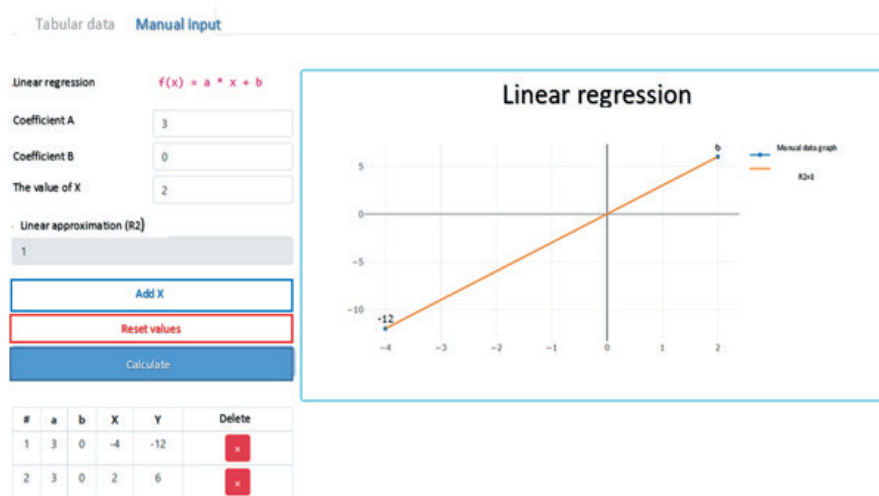 Tabular data Manual input
Linear regression f(x) = a * x + b
Coefficient A 3
Coefficient B 0
The value of X 2
Linear approximation (R2)
1
Add X
Reset values
Calculate
# a b X Y Delete
1 3 0 -4 -12 ×
2 3 0 2 6 ×
Linear regression
6
Manual data graph
R2=1
5
0
−5
−10
-12
−4 −3 −2 −1 0 1 2